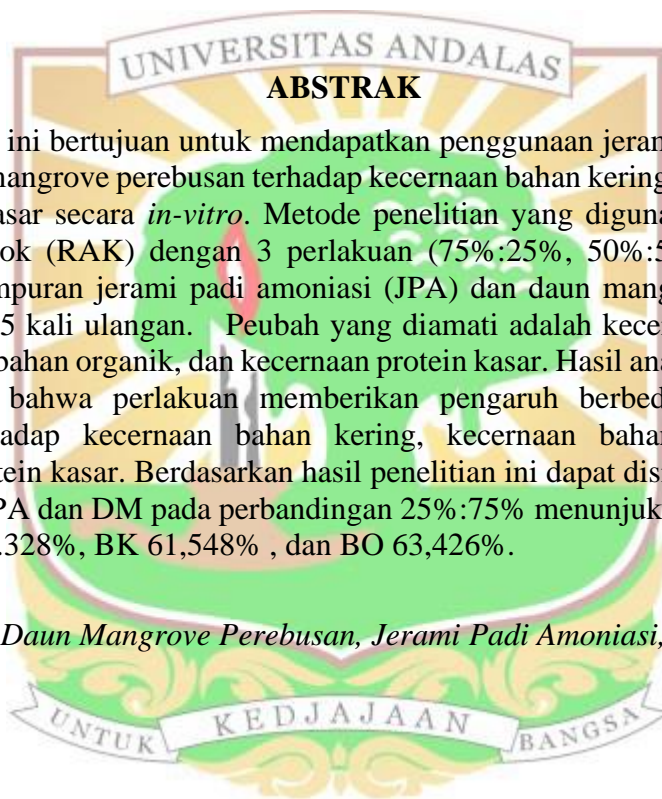 UNIVERSITAS ANDALAS
ABSTRAK
ini bertujuan untuk mendapatkan penggunaan jeram
mangrove perebusan terhadap kecernaan bahan kering
asar secara in-vitro. Metode penelitian yang diguna
ok (RAK) dengan 3 perlakuan (75%:25%, 50%:5
mpuran jerami padi amoniasi (JPA) dan daun mang
5 kali ulangan. Peubah yang diamati adalah kecer
bahan organik, dan kecernaan protein kasar. Hasil ana
bahwa perlakuan memberikan pengaruh berbed
adap kecernaan bahan kering, kecernaan bahan
tein kasar. Berdasarkan hasil penelitian ini dapat dis
PA dan DM pada perbandingan 25%:75% menunjuk
.328%, BK 61,548% , dan BO 63,426%.
Daun Mangrove Perebusan, Jerami Padi Amoniasi,
UNTUK KEDJAJAAN BANGSA